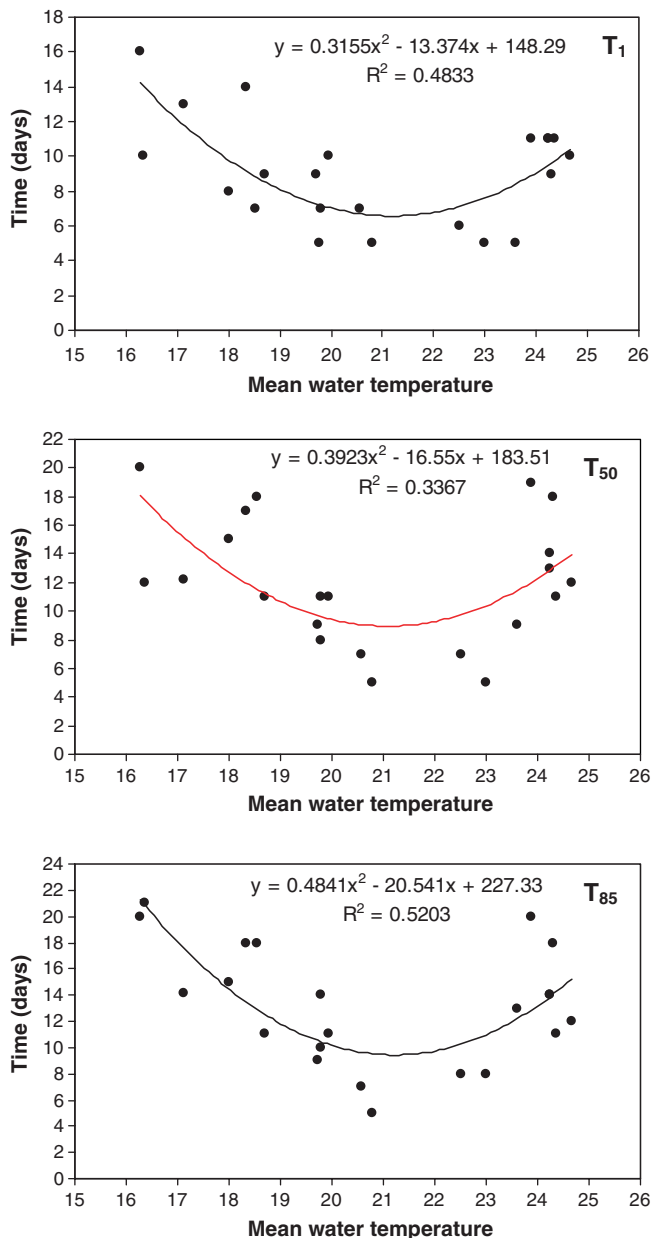 y = 0.3155x² - 13.374x + 148.29
R² = 0.4833
T₁
Time (days)
18
16
14
12
10
8
6
4
2
0
15 16 17 18 19 20 21 22 23 24 25 26
Mean water temperature
y = 0.3923x² - 16.55x + 183.51
R² = 0.3367
T₅₀
Time (days)
22
20
18
16
14
12
10
8
6
4
2
0
15 16 17 18 19 20 21 22 23 24 25 26
Mean water temperature
y = 0.4841x² - 20.541x + 227.33
R² = 0.5203
T₈₅
Time (days)
24
22
20
18
16
14
12
10
8
6
4
2
0
15 16 17 18 19 20 21 22 23 24 25 26
Mean water temperature